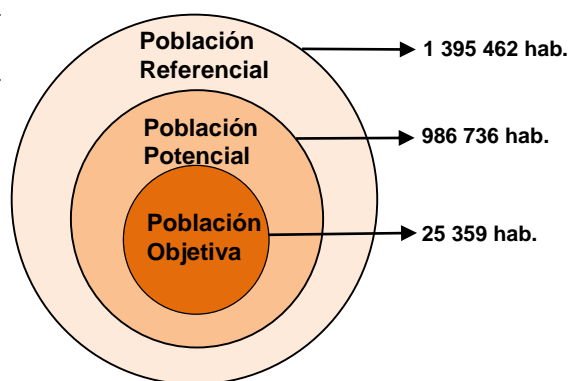 Población
Referencial
1 395 462 hab.
Población
Potencial
986 736 hab.
Población
Objetiva
25 359 hab.